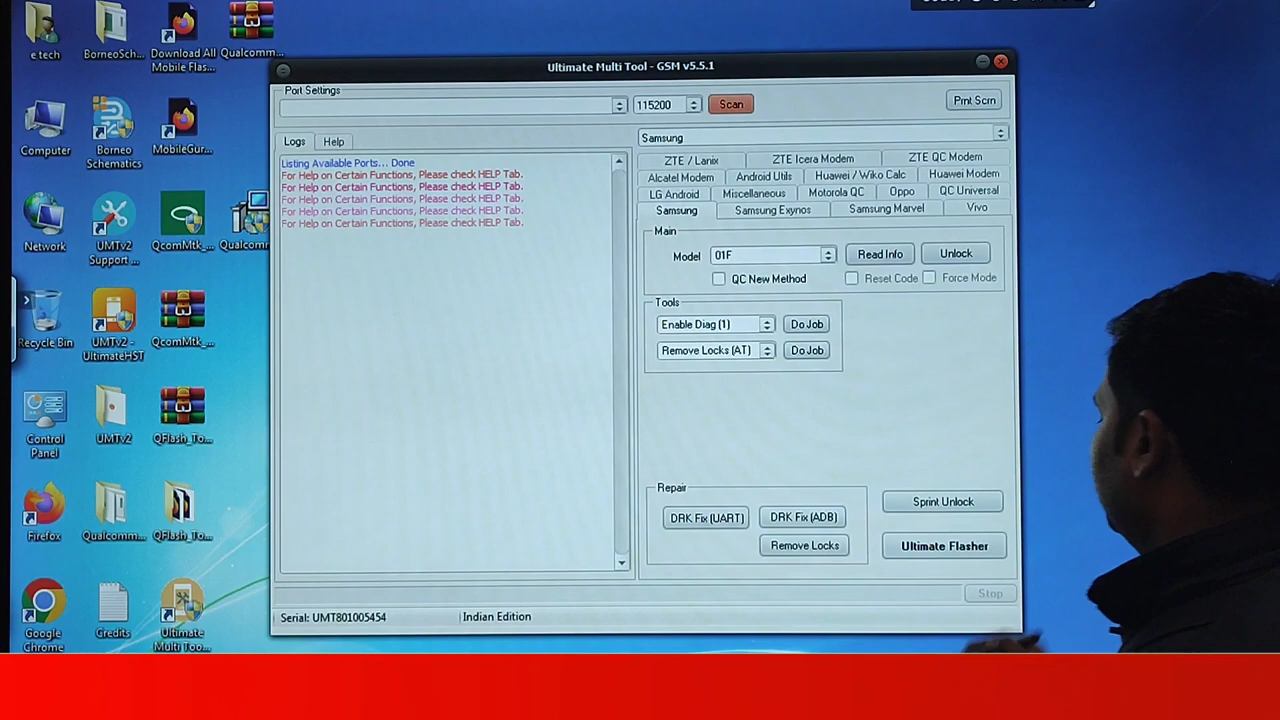 e tech
BorneoSch...
Download All
Mobile Flas...
Qualcomm...
Computer
Borneo
Schematics
MobileGur...
Network
UMTv2
Support ...
QcomMtk_...
Qualcomm
Recycle Bin
UMTv2 -
UltimateHST
QcomMtk_...
Control
Panel
UMTv2
QFlash_To...
Firefox
Qualcomm...
QFlash_To...
Google
Chrome
Credits
Ultimate
Multi Too...
Ultimate Multi Tool - GSM v5.5.1
Port Settings
115200
Scan
Prnt Scrn
Logs
Help
Listing Available Ports... Done
For Help on Certain Functions, Please check HELP Tab.
For Help on Certain Functions, Please check HELP Tab.
For Help on Certain Functions, Please check HELP Tab.
For Help on Certain Functions, Please check HELP Tab.
For Help on Certain Functions, Please check HELP Tab.
Samsung
ZTE / Lanix
ZTE Icera Modem
ZTE QC Modem
Alcatel Modem
Android Utils
Huawei / Wiko Calc
Huawei Modem
LG Android
Miscellaneous
Motorola QC
Oppo
QC Universal
Samsung
Samsung Exynos
Samsung Marvel
Vivo
Main
Model
01F
Read Info
Unlock
QC New Method
Reset Code
Force Mode
Tools
Enable Diag (1)
Do Job
Remove Locks (AT)
Do Job
Repair
DRK Fix (UART)
DRK Fix (ADB)
Remove Locks
Sprint Unlock
Ultimate Flasher
Stop
Serial: UMT801005454
Indian Edition